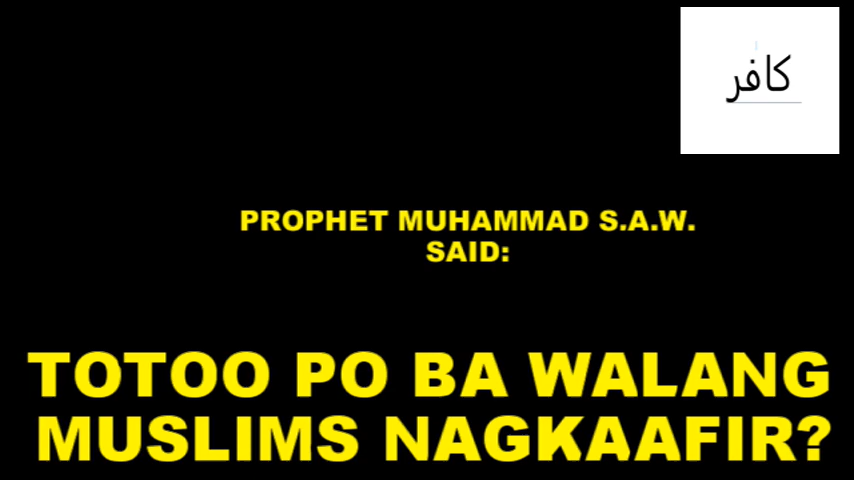 كافر
PROPHET MUHAMMAD S.A.W.
SAID:
TOTOO PO BA WALANG
MUSLIMS NAGKAAFIR?